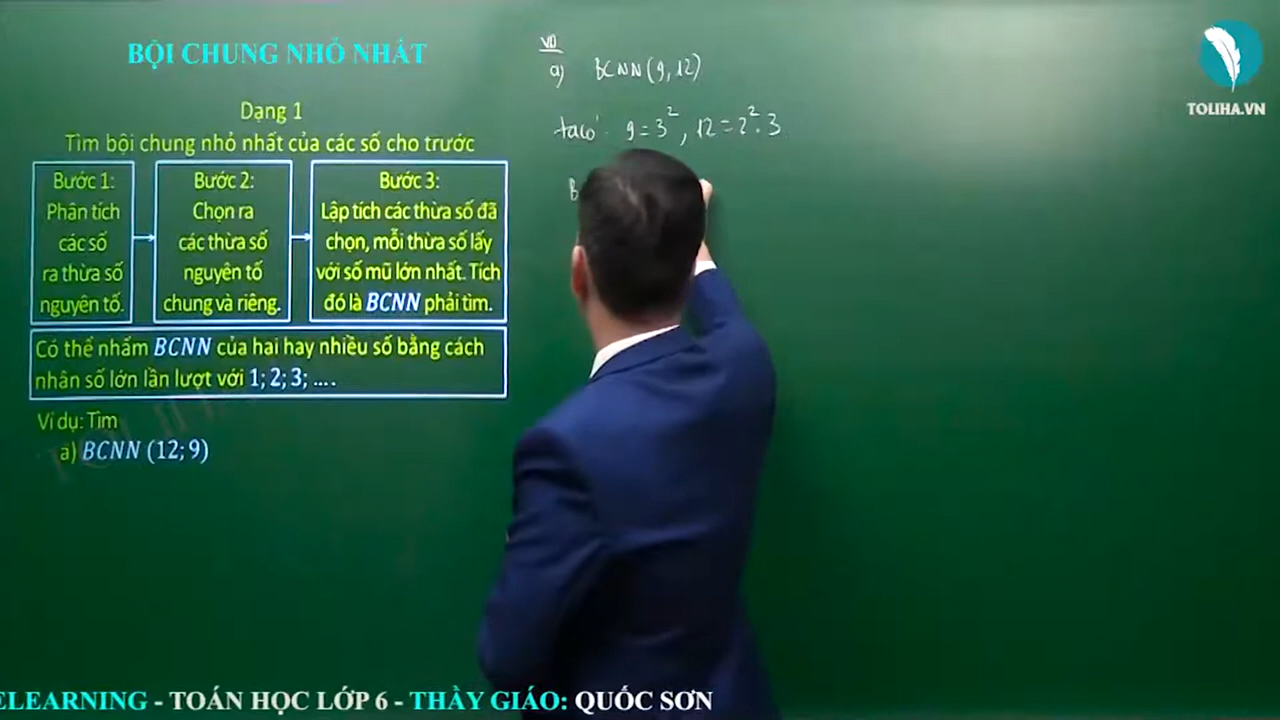 BỘI CHUNG NHỎ NHẤT
Dạng 1
Tìm bội chung nhỏ nhất của các số cho trước
Bước 1:
Phân tích
các số
ra thừa số
nguyên tố.
Bước 2:
Chọn ra
các thừa số
nguyên tố
chung và riêng.
Bước 3:
Lập tích các thừa số đã
chọn, mỗi thừa số lấy
với số mũ lớn nhất. Tích
đó là BCNN phải tìm.
Có thể nhẩm BCNN của hai hay nhiều số bằng cách
nhân số lớn lần lượt với 1; 2; 3; ....
Ví dụ: Tìm
a) BCNN (12; 9)
VD
a) BCNN (9, 12)
ta có: 9 = 3², 12 = 2². 3
B
TOLIHA.VN
ELEARNING - TOÁN HỌC LỚP 6 - THẦY GIÁO: QUỐC SƠN